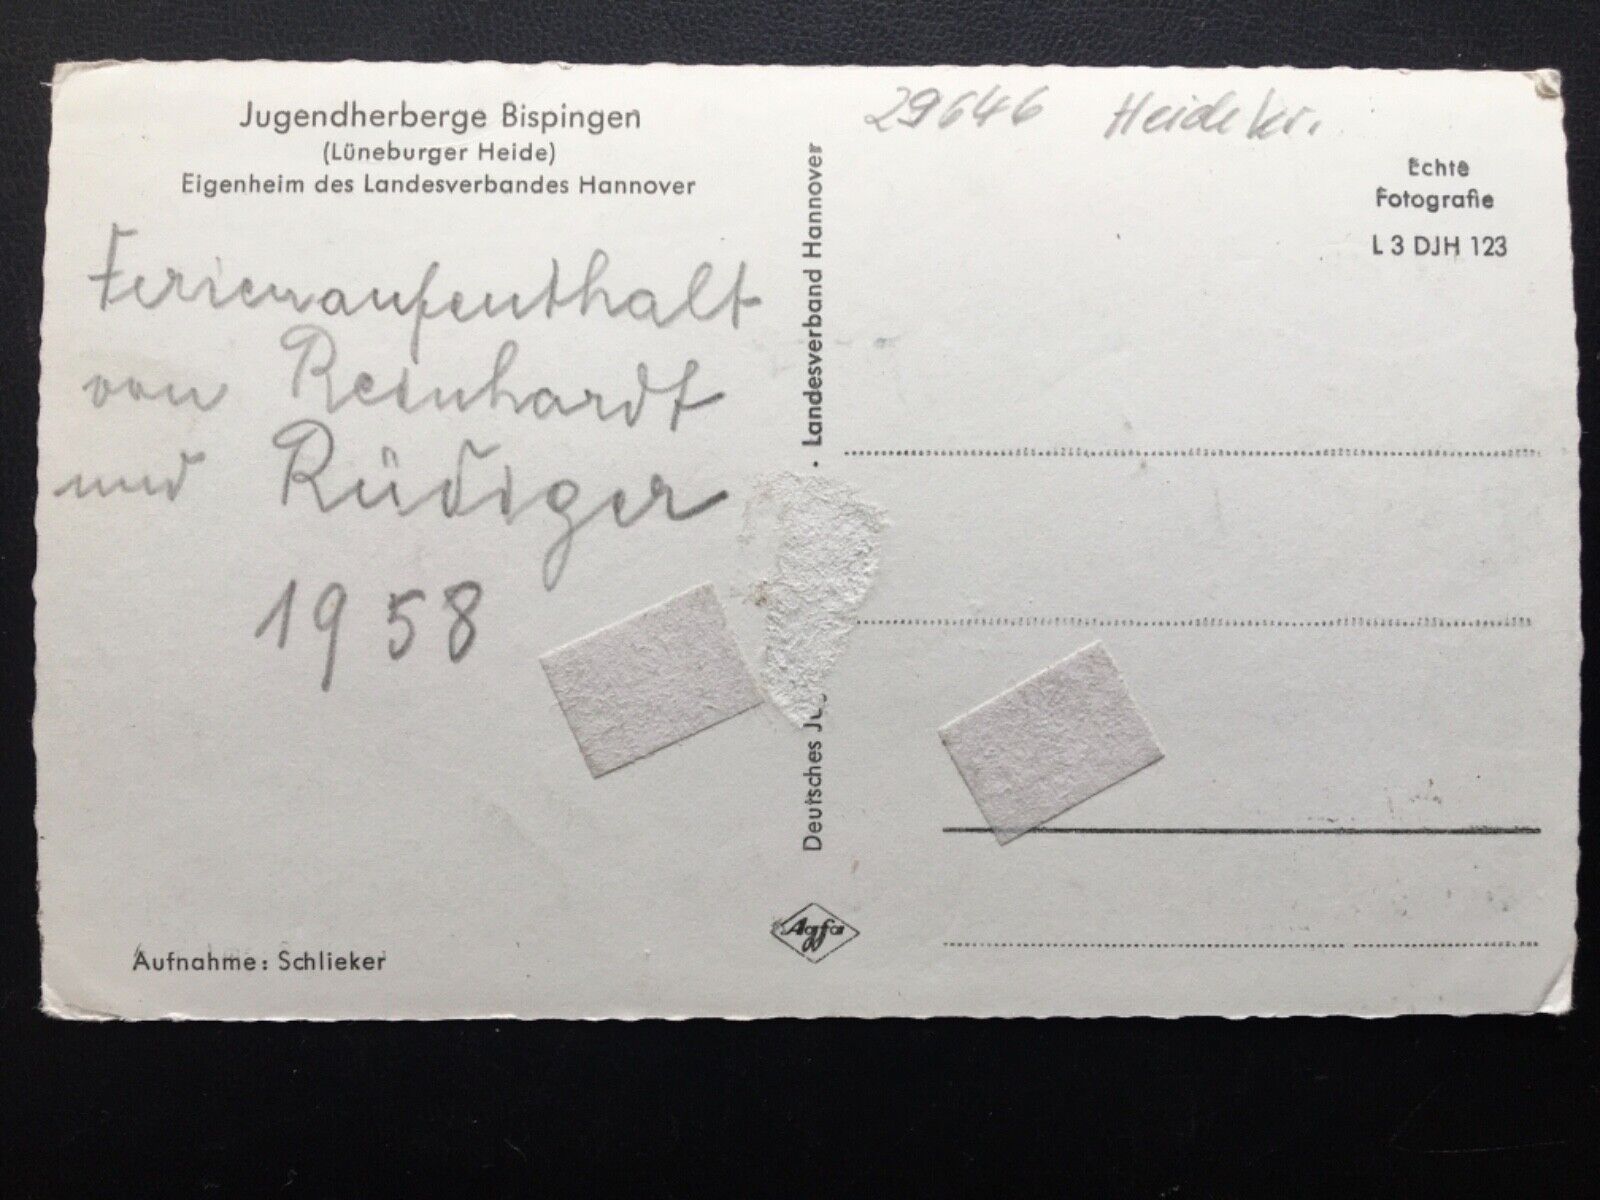 Jugendherberge Bispingen
(Lüneburger Heide)
Eigenheim des Landesverbandes Hannover
Ferienaufenthalt
von Reinhardt
und Rüdiger
1958
Aufnahme: Schlieker
Deutsches • Landesverband Hannover
Agfa
29646 Heidekr.
Echte
Fotografie
L 3 DJH 123